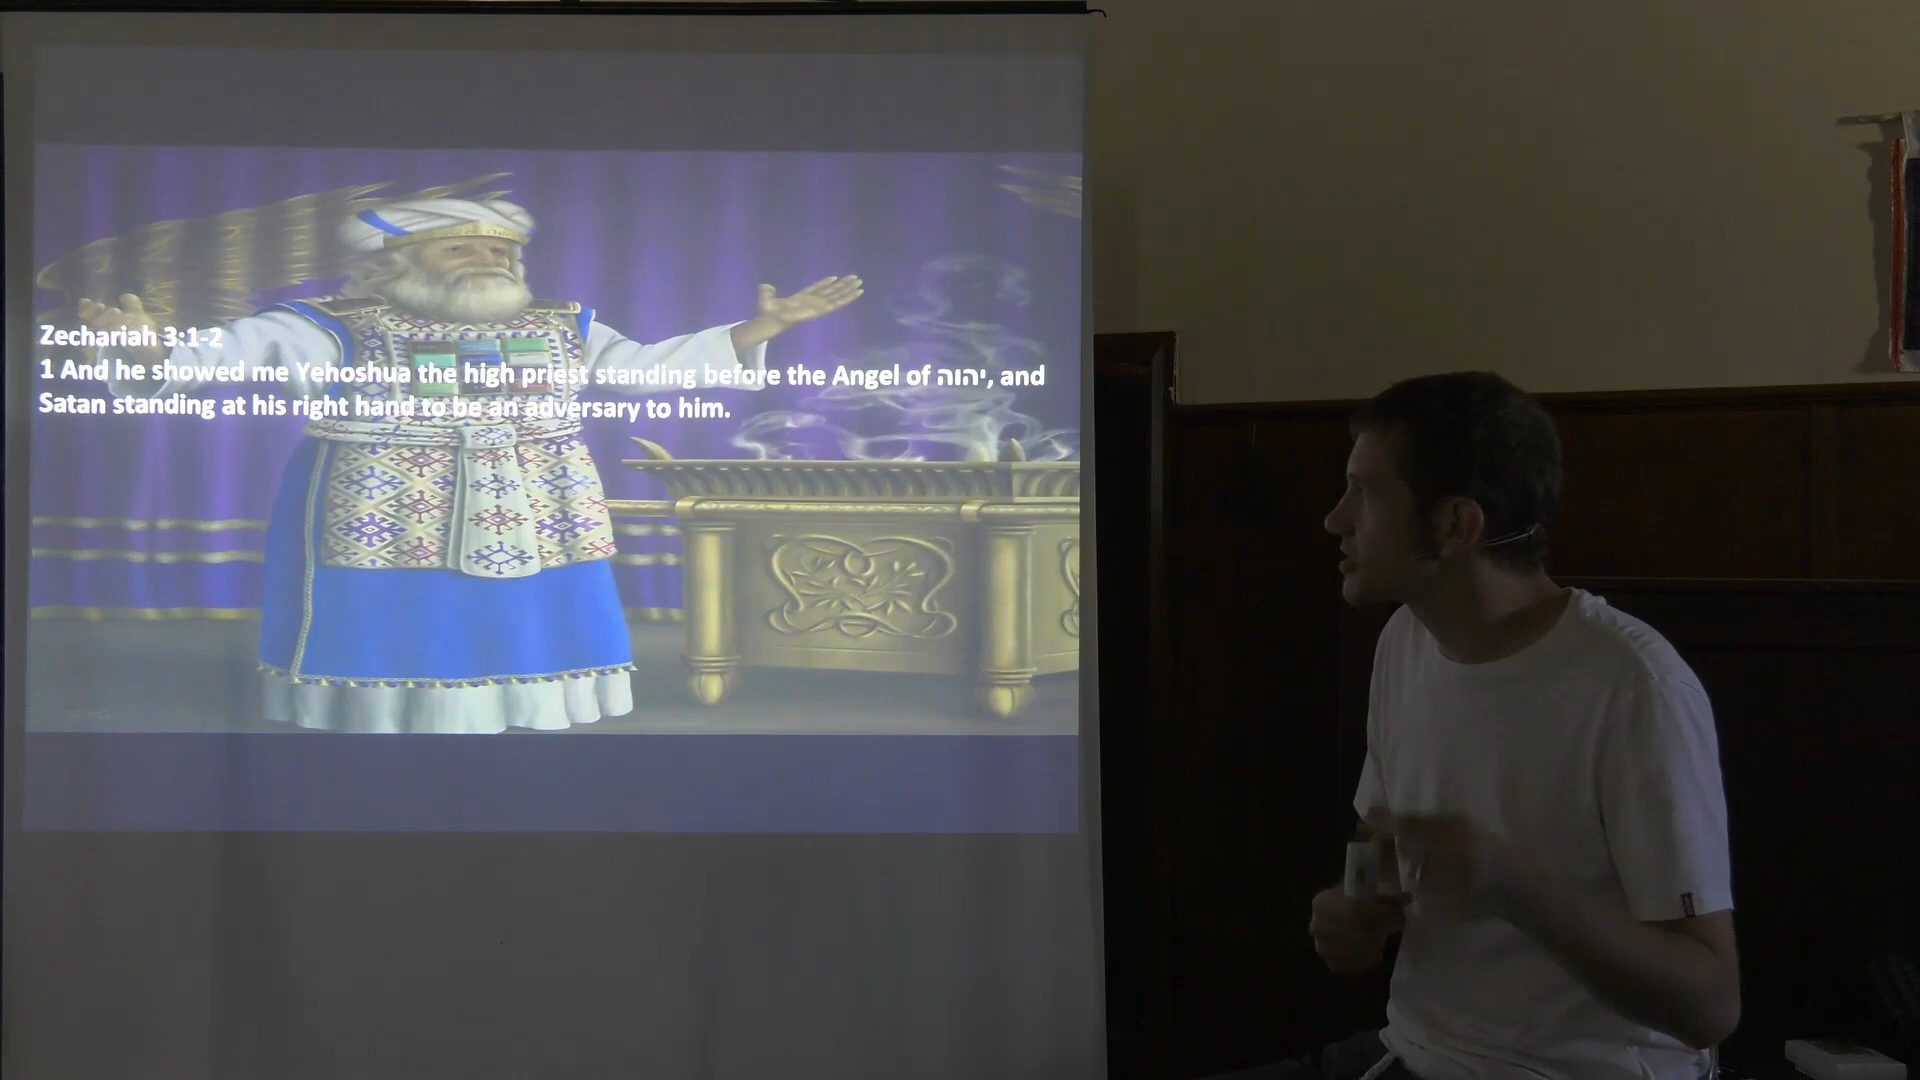 Zechariah 3:1-2
1 And he showed me Yehoshua the high priest standing before the Angel of יהוה, and
Satan standing at his right hand to be an adversary to him.